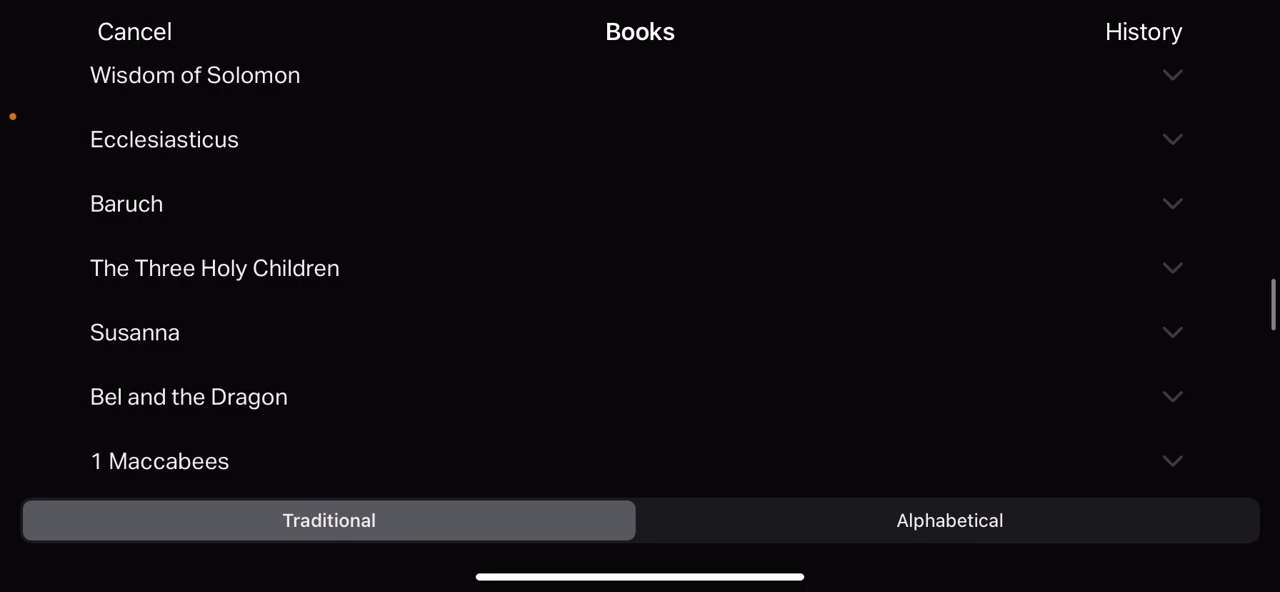 Cancel Books History
Wisdom of Solomon
Ecclesiasticus
Baruch
The Three Holy Children
Susanna
Bel and the Dragon
1 Maccabees
Traditional Alphabetical